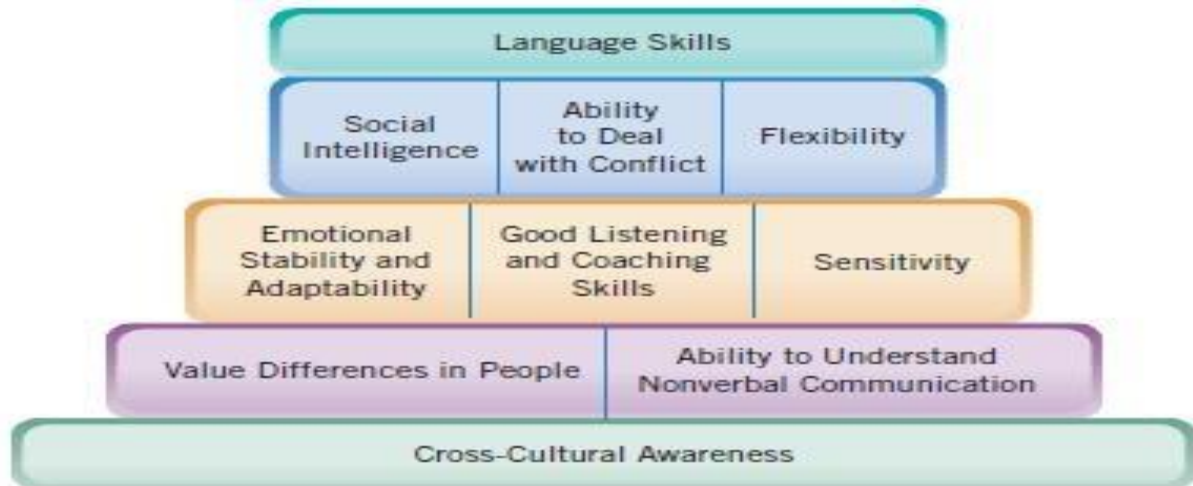 Language Skills
Social
Intelligence
Ability
to Deal
with Conflict
Flexibility
Emotional
Stability and
Adaptability
Good Listening
and Coaching
Skills
Sensitivity
Value Differences in People
Ability to Understand
Nonverbal Communication
Cross-Cultural Awareness